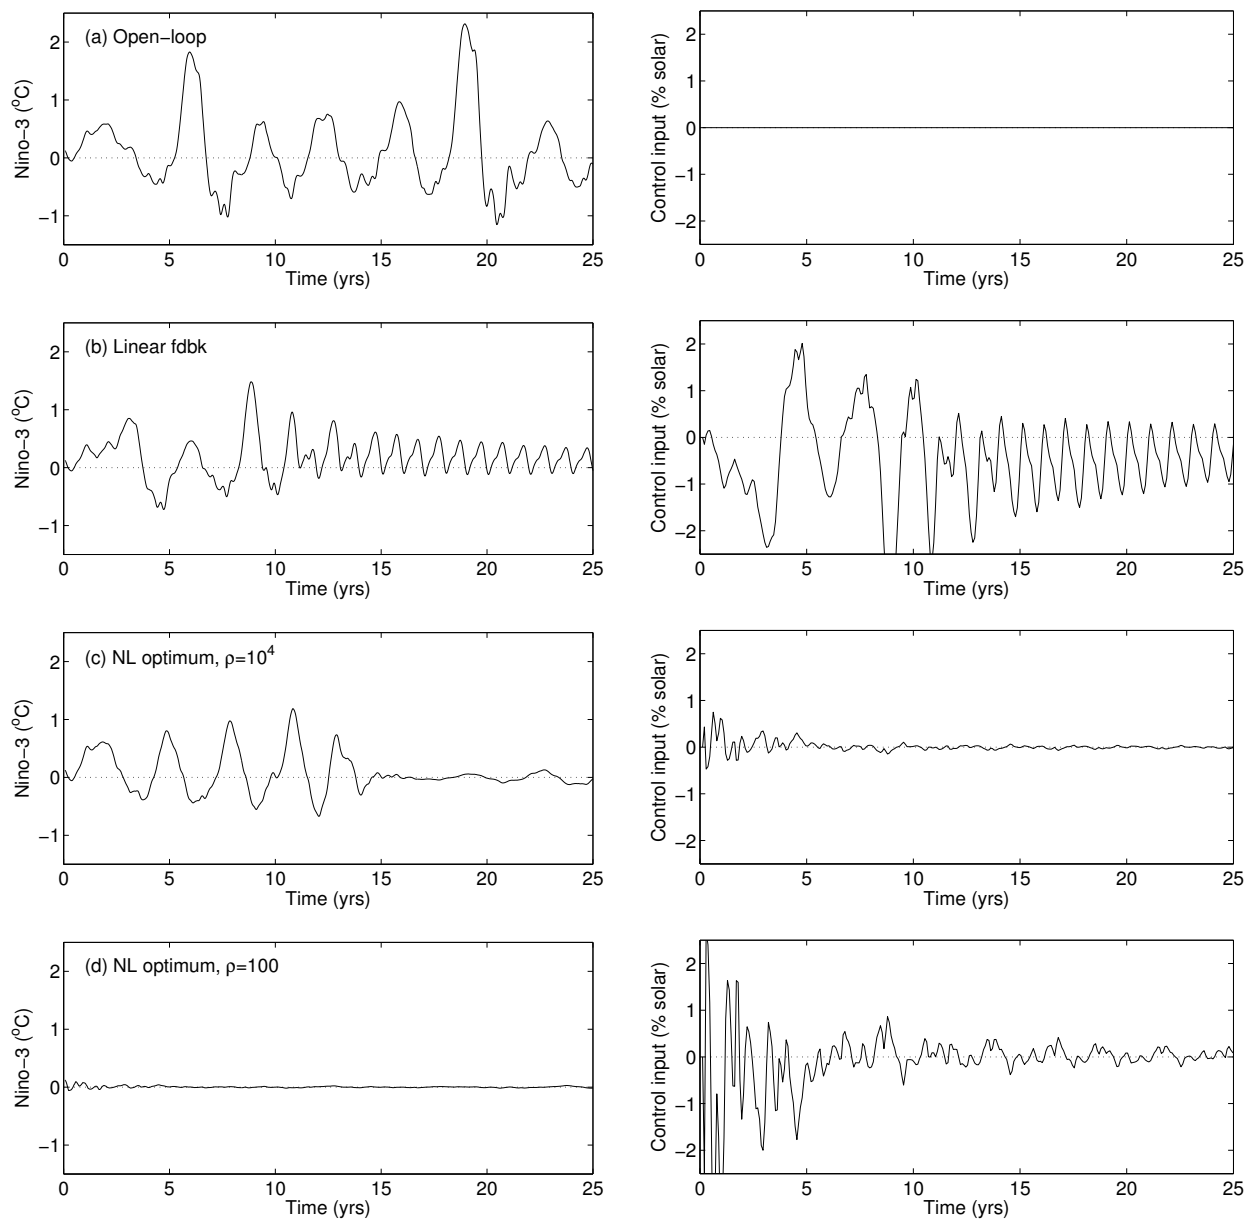 (a) Open−loop
Nino−3 (°C)
2
1
0
−1
0 5 10 15 20 25
Time (yrs)
Control input (% solar)
2
1
0
−1
−2
0 5 10 15 20 25
Time (yrs)
(b) Linear fdbk
Nino−3 (°C)
2
1
0
−1
0 5 10 15 20 25
Time (yrs)
Control input (% solar)
2
1
0
−1
−2
0 5 10 15 20 25
Time (yrs)
(c) NL optimum, ρ=10⁴
Nino−3 (°C)
2
1
0
−1
0 5 10 15 20 25
Time (yrs)
Control input (% solar)
2
1
0
−1
−2
0 5 10 15 20 25
Time (yrs)
(d) NL optimum, ρ=100
Nino−3 (°C)
2
1
0
−1
0 5 10 15 20 25
Time (yrs)
Control input (% solar)
2
1
0
−1
−2
0 5 10 15 20 25
Time (yrs)